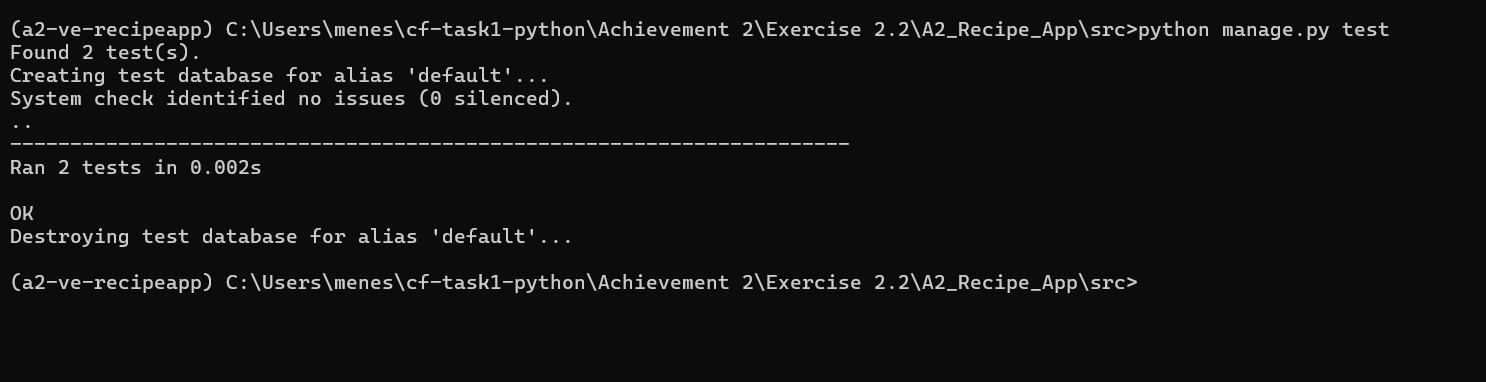 (a2-ve-recipeapp) C:\Users\menes\cf-task1-python\Achievement 2\Exercise 2.2\A2_Recipe_App\src>python manage.py test
Found 2 test(s).
Creating test database for alias 'default'...
System check identified no issues (0 silenced).
..
----------------------------------------------------------------------
Ran 2 tests in 0.002s
OK
Destroying test database for alias 'default'...
(a2-ve-recipeapp) C:\Users\menes\cf-task1-python\Achievement 2\Exercise 2.2\A2_Recipe_App\src>